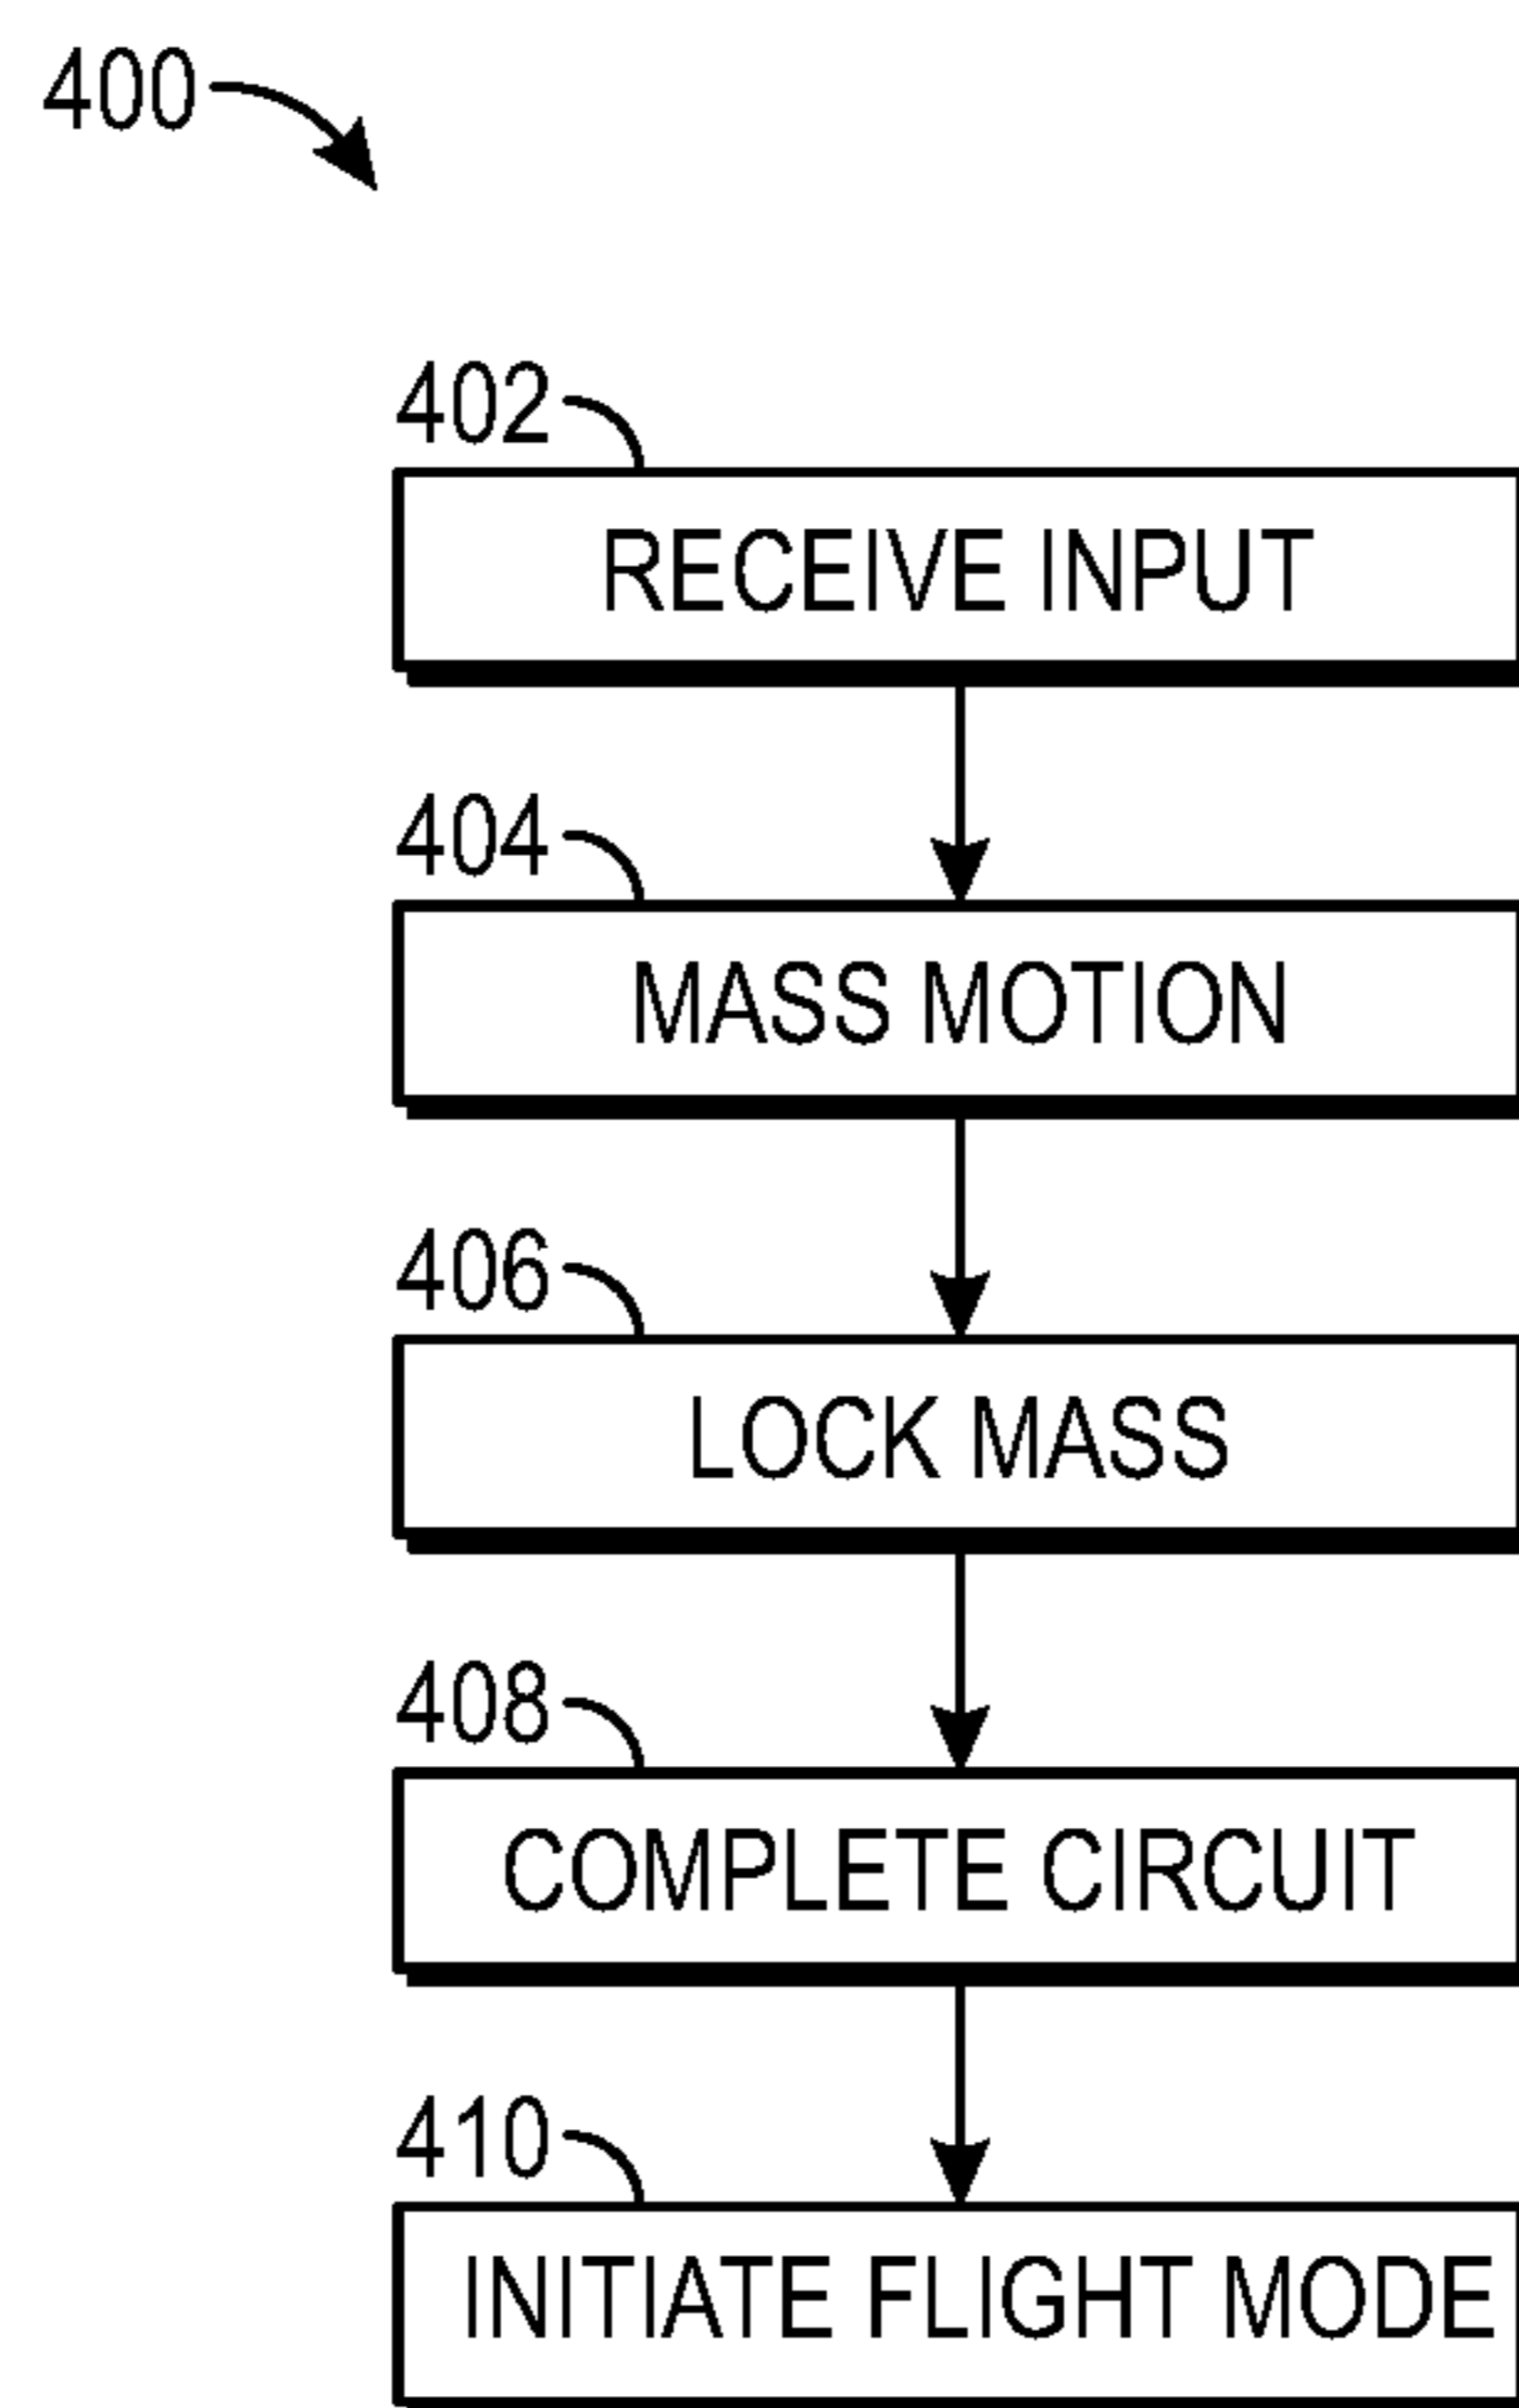 400
402
RECEIVE INPUT
404
MASS MOTION
406
LOCK MASS
408
COMPLETE CIRCUIT
410
INITIATE FLIGHT MODE